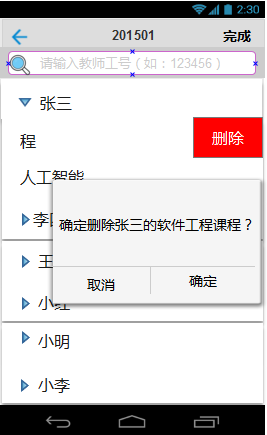 2:30
201501
完成
请输入教师工号（如：123456）
张三
程
删除
人工智能
李
确定删除张三的软件工程课程？
王
取消
确定
小红
小明
小李